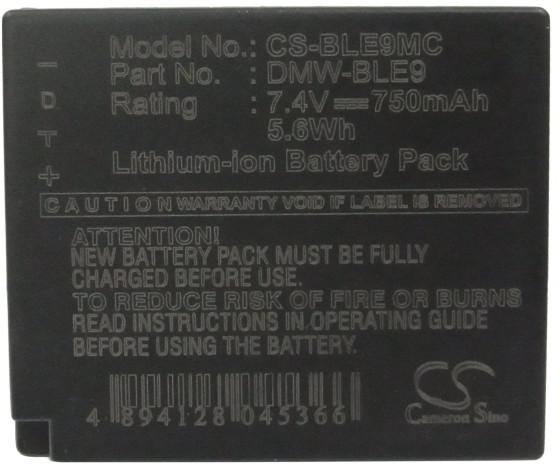 Model No.: CS-BLE9MC
Part No. : DMW-BLE9
Rating : 7.4V⎓750mAh
5.6Wh
Lithium-ion Battery Pack
– D T +
CAUTION WARRANTY VOID IF LABEL IS REMOVED
ATTENTION!
NEW BATTERY PACK MUST BE FULLY
CHARGED BEFORE USE.
TO REDUCE RISK OF FIRE OR BURNS
READ INSTRUCTIONS IN OPERATION MANUAL
BEFORE USING THE BATTERY.
4 894128 045366
CS
Cameron Sino